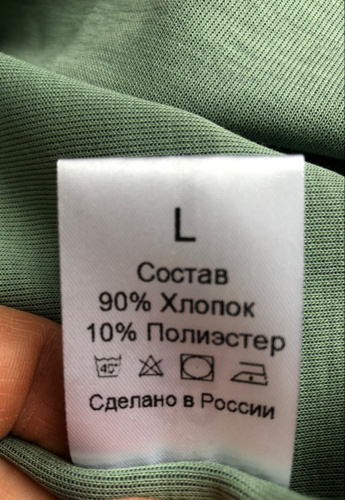 L
Состав
90% Хлопок
10% Полиэстер
40°
Сделано в России